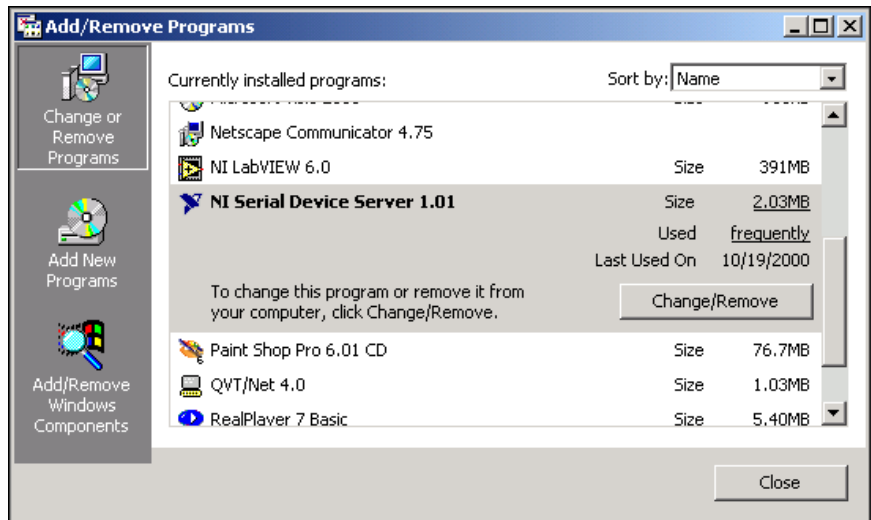 Add/Remove Programs
Change or
Remove
Programs
Add New
Programs
Add/Remove
Windows
Components
Currently installed programs:
Sort by: Name
Size
Netscape Communicator 4.75
NI LabVIEW 6.0 Size 391MB
NI Serial Device Server 1.01 Size 2.03MB
Used frequently
Last Used On 10/19/2000
To change this program or remove it from
your computer, click Change/Remove.
Change/Remove
Paint Shop Pro 6.01 CD Size 76.7MB
QVT/Net 4.0 Size 1.03MB
RealPlayer 7 Basic Size 5.40MB
Close